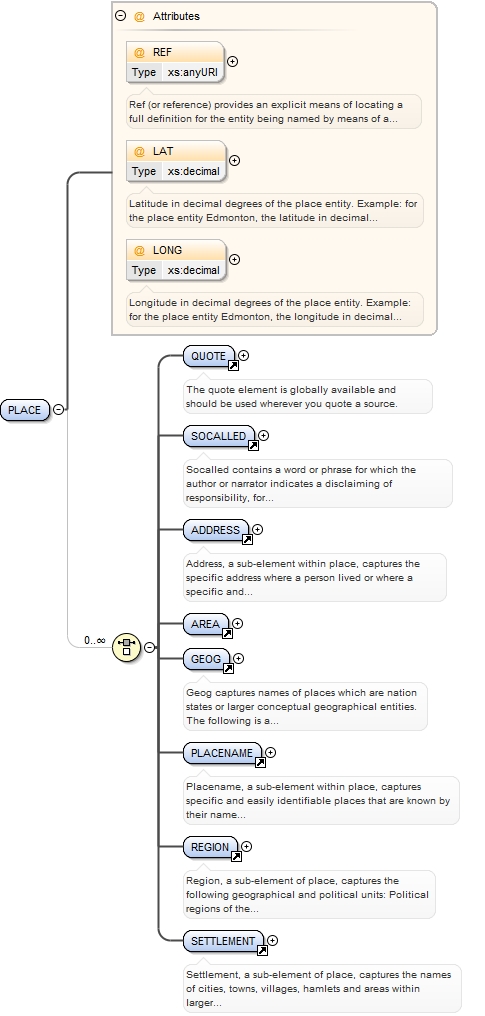 Attributes
@ REF
Type xs:anyURI
Ref (or reference) provides an explicit means of locating a
full definition for the entity being named by means of a...
@ LAT
Type xs:decimal
Latitude in decimal degrees of the place entity. Example: for
the place entity Edmonton, the latitude in decimal...
@ LONG
Type xs:decimal
Longitude in decimal degrees of the place entity. Example:
for the place entity Edmonton, the longitude in decimal...
PLACE
0..∞
QUOTE
The quote element is globally available and
should be used wherever you quote a source.
SOCALLED
Socalled contains a word or phrase for which the
author or narrator indicates a disclaiming of
responsibility, for...
ADDRESS
Address, a sub-element within place, captures the
specific address where a person lived or where a
specific and...
AREA
GEOG
Geog captures names of places which are nation
states or larger conceptual geographical entities.
The following is a...
PLACENAME
Placename, a sub-element within place, captures
specific and easily identifiable places that are known by
their name...
REGION
Region, a sub-element of place, captures the
following geographical and political units: Political
regions of the...
SETTLEMENT
Settlement, a sub-element of place, captures the names
of cities, towns, villages, hamlets and areas within
larger...